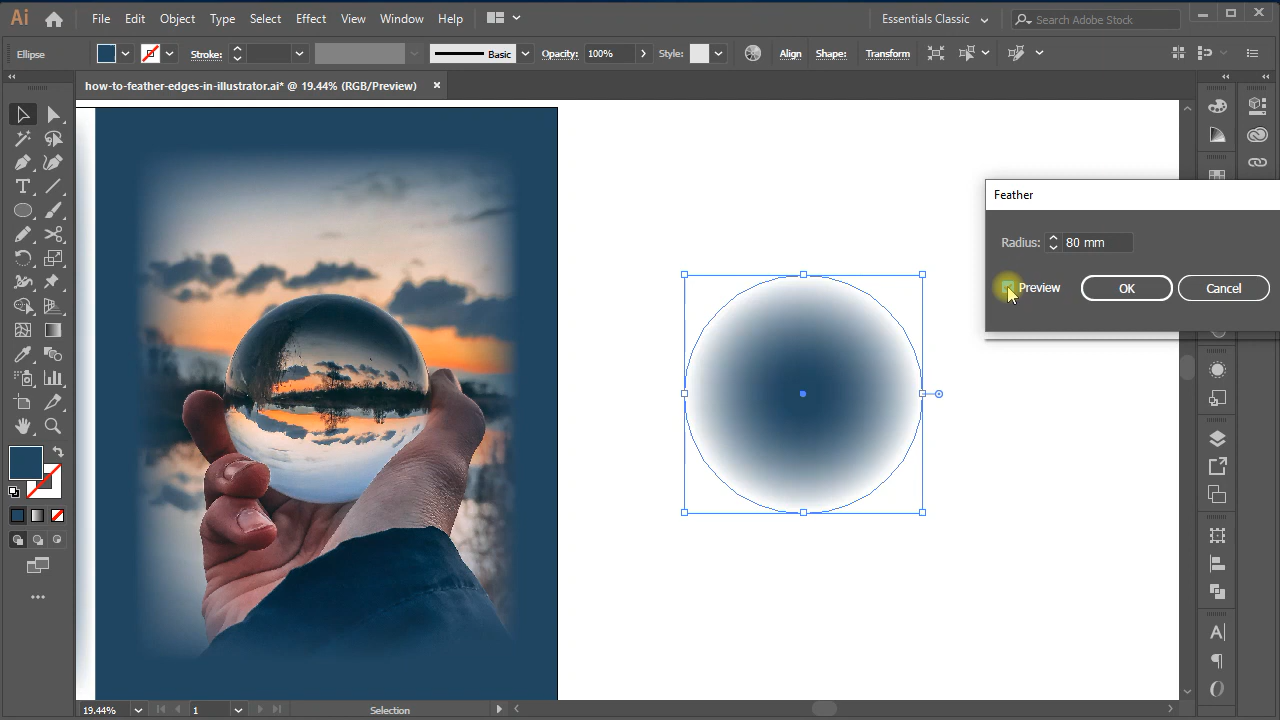 Ai File Edit Object Type Select Effect View Window Help Essentials Classic Search Adobe Stock
Ellipse Stroke: Basic Opacity: 100% Style: Align Shape: Transform
how-to-feather-edges-in-illustrator.ai* @ 19.44% (RGB/Preview)
Feather
Radius: 80 mm
Preview OK Cancel
19.44% 1 Selection